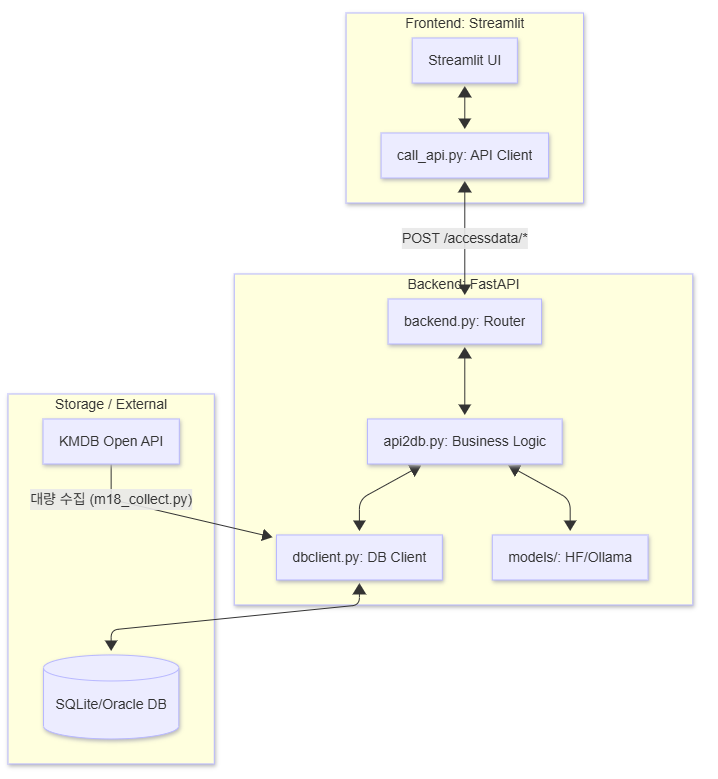 Frontend: Streamlit
Streamlit UI
call_api.py: API Client
POST /accessdata/*
Backend: FastAPI
backend.py: Router
Storage / External
KMDB Open API
api2db.py: Business Logic
대량 수집 (m18_collect.py)
dbclient.py: DB Client
models/: HF/Ollama
SQLite/Oracle DB